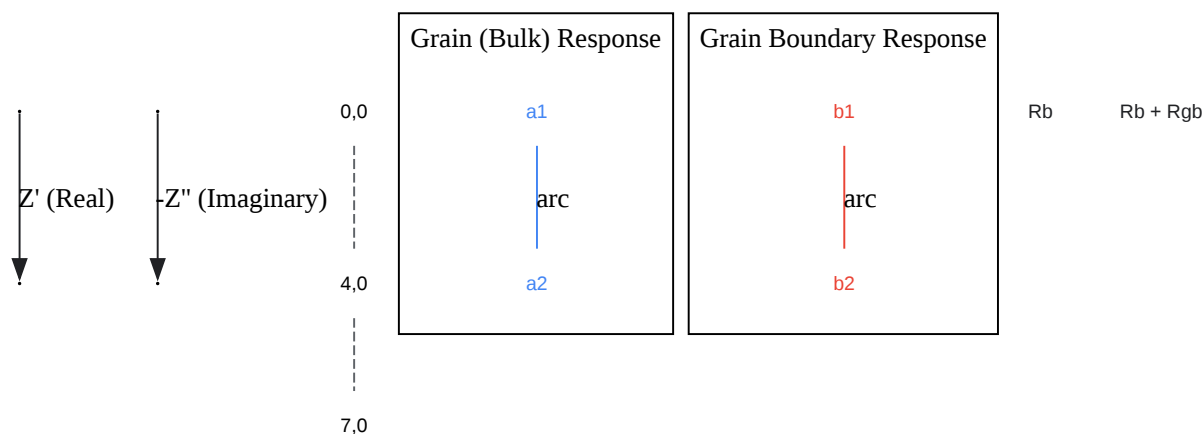 Grain (Bulk) Response
Grain Boundary Response
0,0
a1
b1
Rb
Rb + Rgb
Z' (Real)
-Z" (Imaginary)
arc
arc
4,0
a2
b2
7,0